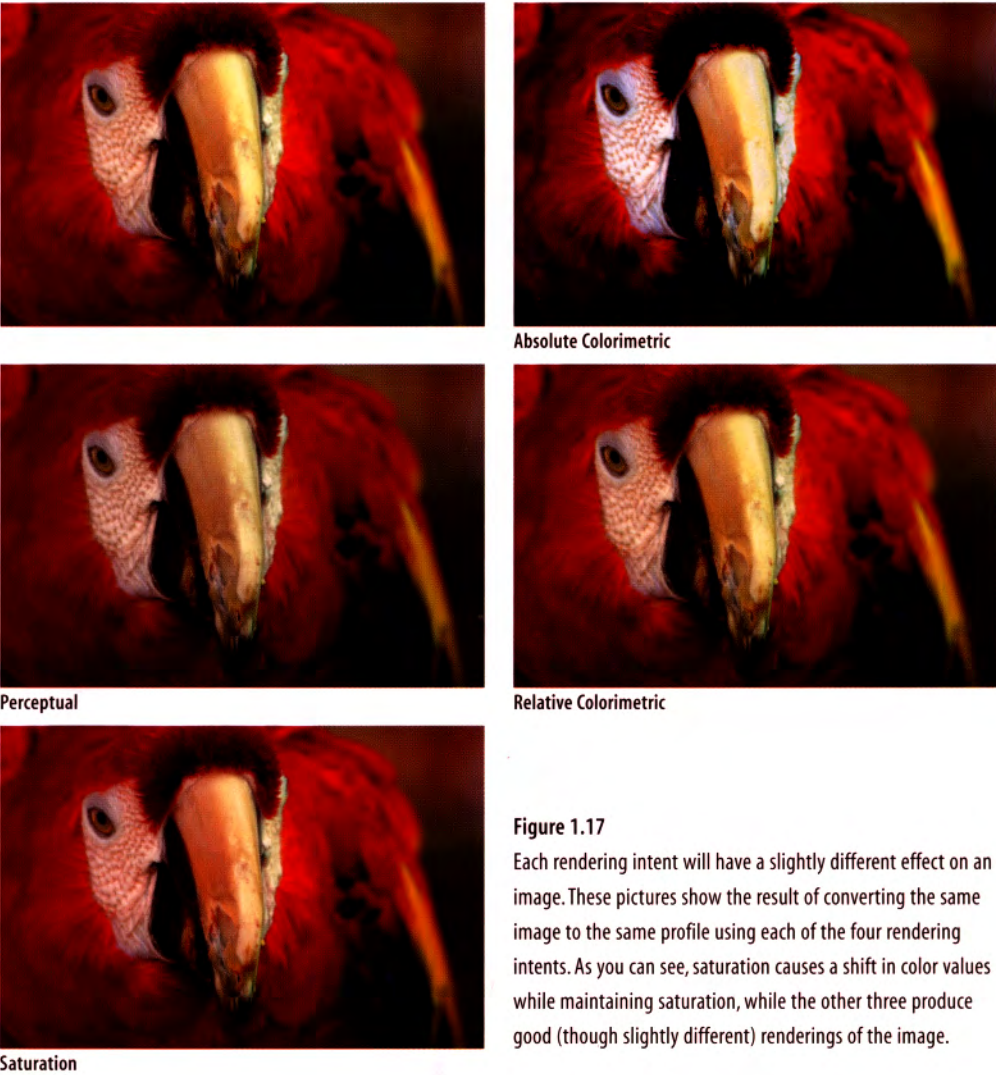 Absolute Colorimetric
Perceptual
Relative Colorimetric
Saturation
Figure 1.17
Each rendering intent will have a slightly different effect on an
image. These pictures show the result of converting the same
image to the same profile using each of the four rendering
intents. As you can see, saturation causes a shift in color values
while maintaining saturation, while the other three produce
good (though slightly different) renderings of the image.